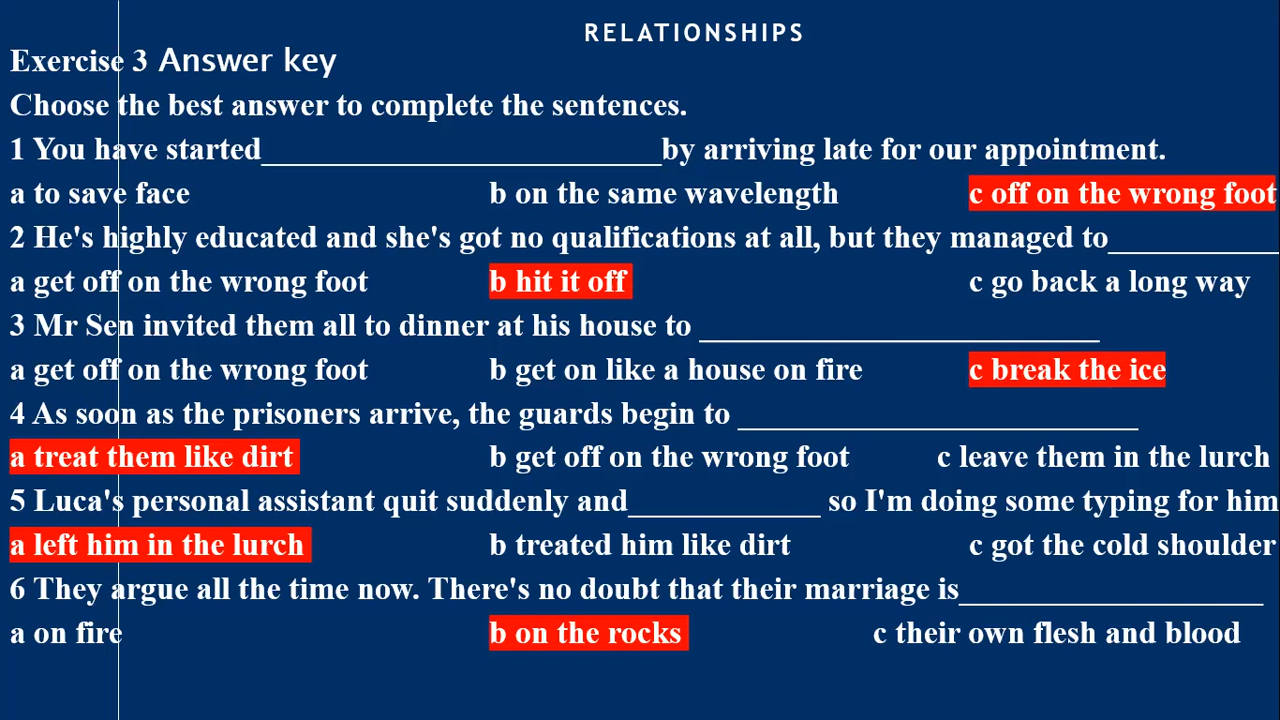 RELATIONSHIPS
Exercise 3 Answer key
Choose the best answer to complete the sentences.
1 You have started_________________________by arriving late for our appointment.
a to save face b on the same wavelength c off on the wrong foot
2 He's highly educated and she's got no qualifications at all, but they managed to___________
a get off on the wrong foot b hit it off c go back a long way
3 Mr Sen invited them all to dinner at his house to _________________________
a get off on the wrong foot b get on like a house on fire c break the ice
4 As soon as the prisoners arrive, the guards begin to _________________________
a treat them like dirt b get off on the wrong foot c leave them in the lurch
5 Luca's personal assistant quit suddenly and____________ so I'm doing some typing for him
a left him in the lurch b treated him like dirt c got the cold shoulder
6 They argue all the time now. There's no doubt that their marriage is___________________
a on fire b on the rocks c their own flesh and blood